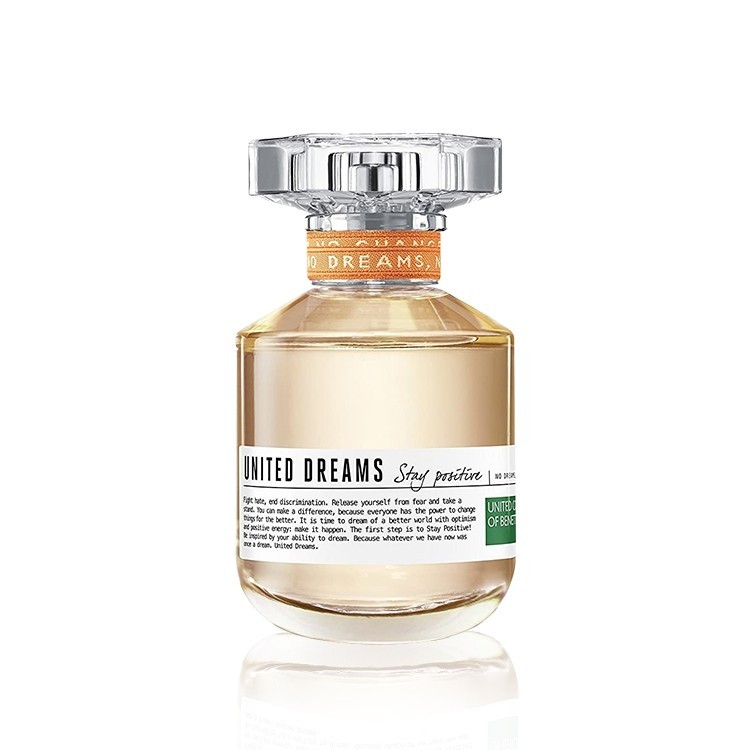 NO CHANG
NO DREAMS, N
UNITED DREAMS Stay positive | NO DREAMS,
Fight hate, end discrimination. Release yourself from fear and take a
stand. You can make a difference, because everyone has the power to change
things for the better. It is time to dream of a better world with optimism
and positive energy: make it happen. The first step is to Stay Positive!
Be inspired by your ability to dream. Because whatever we have now was
once a dream. United Dreams.
UNITED C
OF BENET